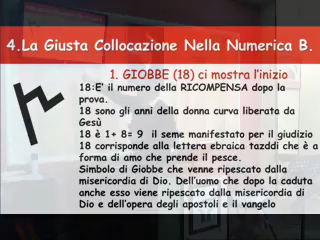 4.La Giusta Collocazione Nella Numerica B.
1. GIOBBE (18) ci mostra l'inizio
18:E' il numero della RICOMPENSA dopo la
prova.
18 sono gli anni della donna curva liberata da
Gesù
18 è 1+ 8= 9 il seme manifestato per il giudizio
18 corrisponde alla lettera ebraica tazddi che è a
forma di amo che prende il pesce.
Simbolo di Giobbe che venne ripescato dalla
misericordia di Dio. Dell'uomo che dopo la caduta
anche esso viene ripescato dalla misericordia di
Dio e dell'opera degli apostoli e il vangelo